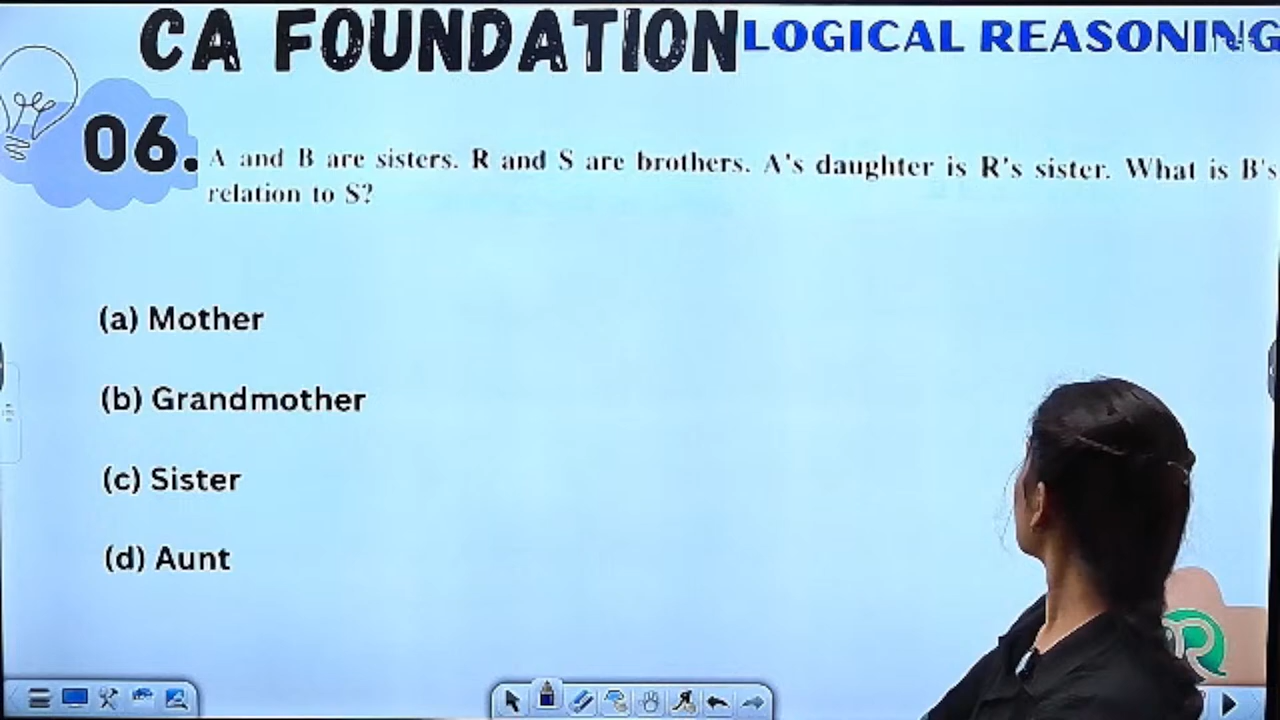 CA FOUNDATION LOGICAL REASONING
06. A and B are sisters. R and S are brothers. A's daughter is R's sister. What is B's
relation to S?
(a) Mother
(b) Grandmother
(c) Sister
(d) Aunt